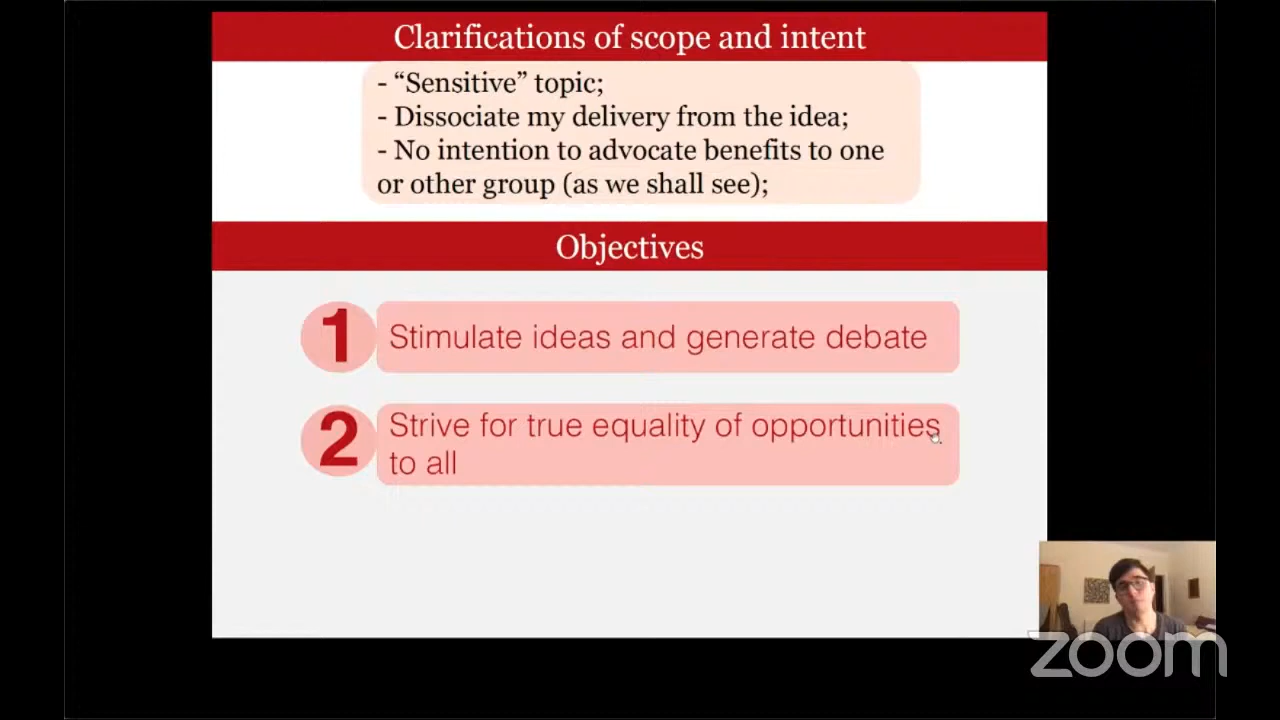 Clarifications of scope and intent
- “Sensitive” topic;
- Dissociate my delivery from the idea;
- No intention to advocate benefits to one
or other group (as we shall see);
Objectives
1 Stimulate ideas and generate debate
2 Strive for true equality of opportunities
to all
zoom